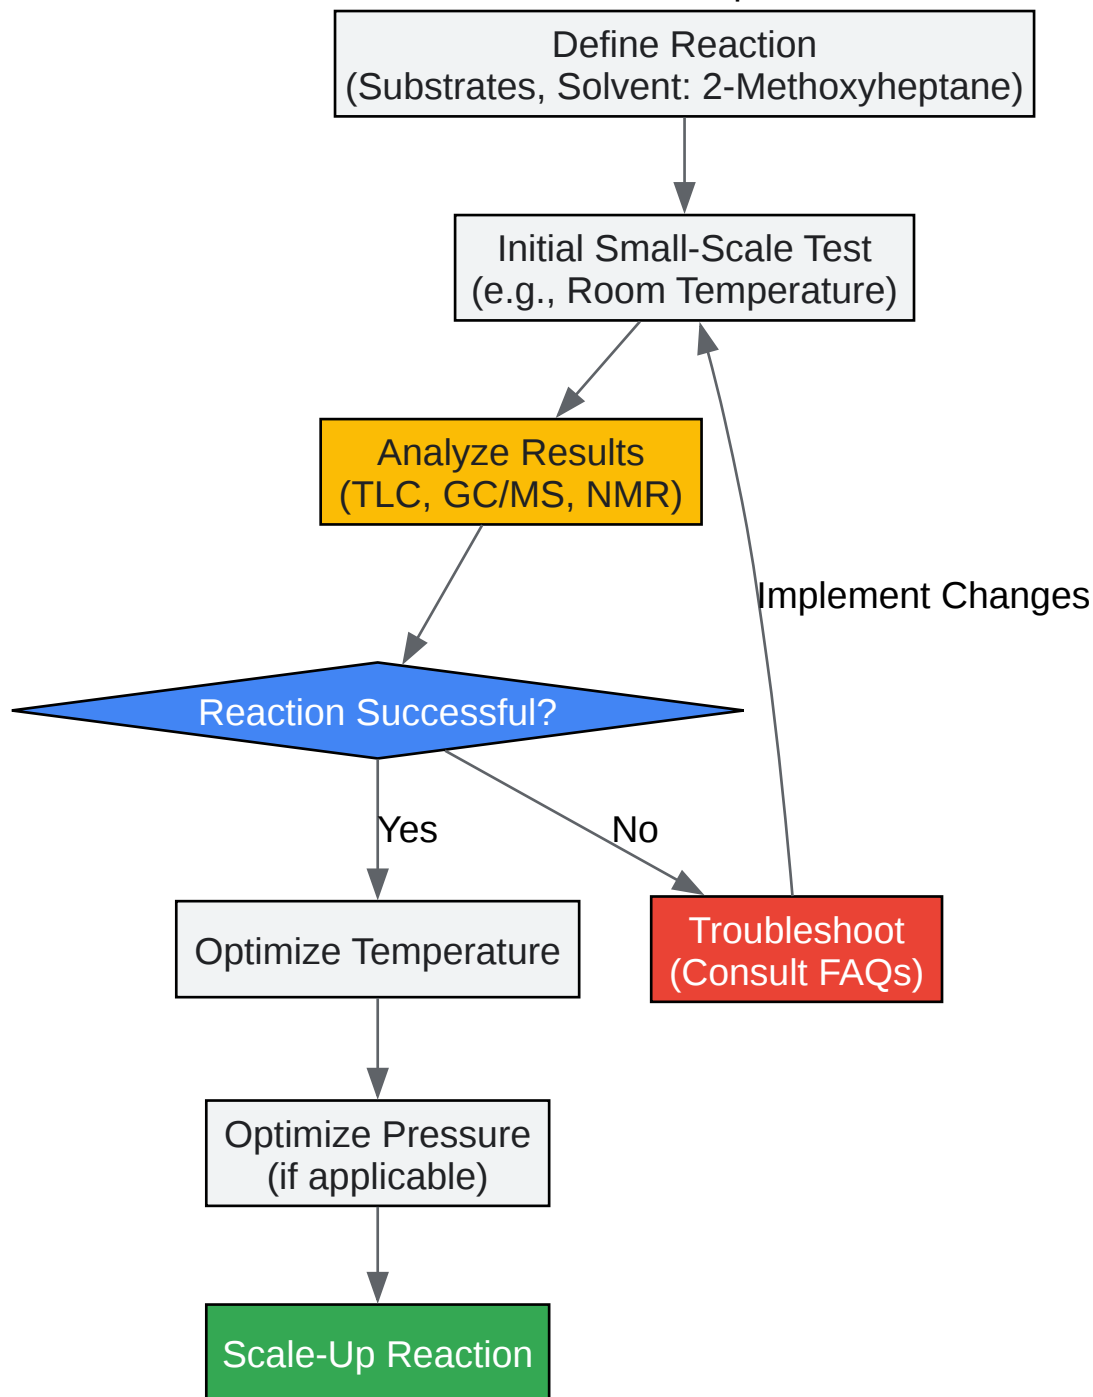 Define Reaction
(Substrates, Solvent: 2-Methoxyheptane)
Initial Small-Scale Test
(e.g., Room Temperature)
Analyze Results
(TLC, GC/MS, NMR)
Implement Changes
Reaction Successful?
Yes
No
Optimize Temperature
Troubleshoot
(Consult FAQs)
Optimize Pressure
(if applicable)
Scale-Up Reaction